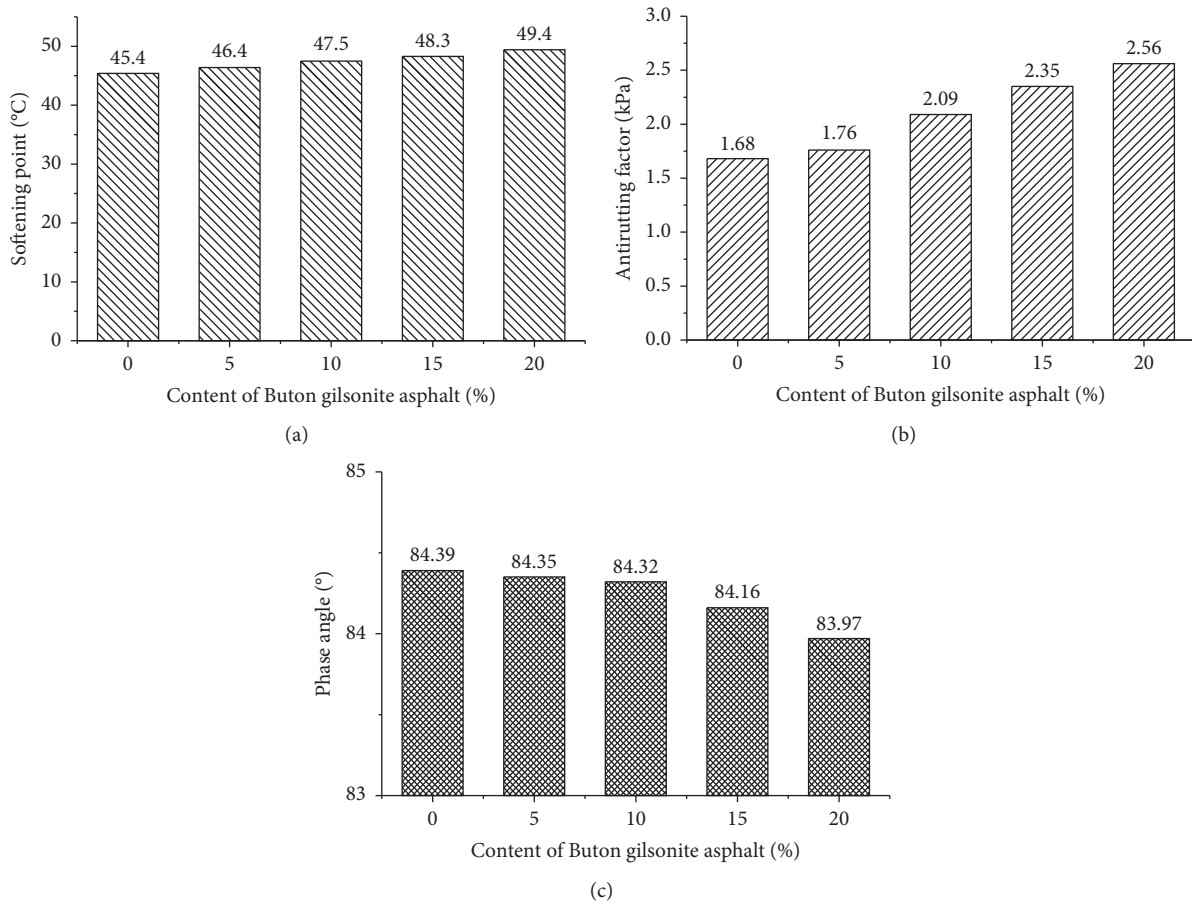 45.4 46.4 47.5 48.3 49.4
50
40
30
20
10
0
Softening point (°C)
0 5 10 15 20
Content of Buton gilsonite asphalt (%)
(a)
3.0
2.5
2.0
1.5
1.0
0.5
0.0
Antirutting factor (kPa)
1.68 1.76 2.09 2.35 2.56
0 5 10 15 20
Content of Buton gilsonite asphalt (%)
(b)
85
84
83
Phase angle (°)
84.39 84.35 84.32 84.16 83.97
0 5 10 15 20
Content of Buton gilsonite asphalt (%)
(c)